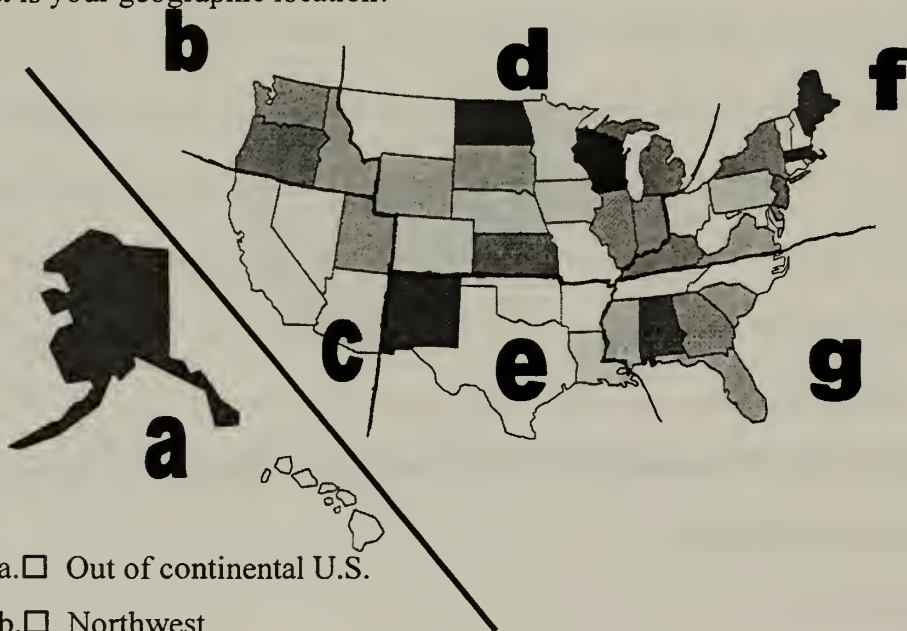 is your geographic location?
b
d
f
c
e
g
a
a.☐ Out of continental U.S.
b.☐ Northwest